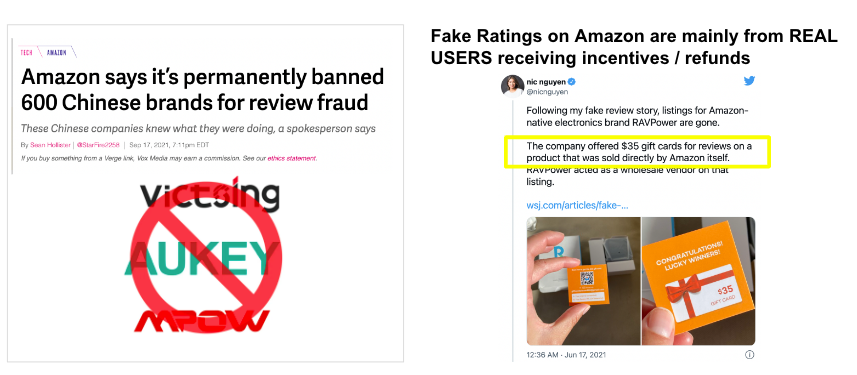 TECH
AMAZON
Amazon says it's permanently banned
600 Chinese brands for review fraud
These Chinese companies knew what they were doing, a spokesperson says
By Sean Hollister | @StarFire2258 | Sep 17, 2021, 7:11pm EDT
If you buy something from a Verge link, Vox Media may earn a commission. See our ethics statement.
Victsing
AUKEY
MPOW
Fake Ratings on Amazon are mainly from REAL
USERS receiving incentives / refunds
nic nguyen
@nicnguyen
Following my fake review story, listings for Amazon-
native electronics brand RAVPower are gone.
The company offered $35 gift cards for reviews on a
product that was sold directly by Amazon itself.
RAVPower acted as a wholesale vendor on that
listing.
wsj.com/articles/fake-...
CONGRATULATIONS!
LUCKY WINNERS!
$35
GIFT CARD
12:36 AM · Jun 17, 2021